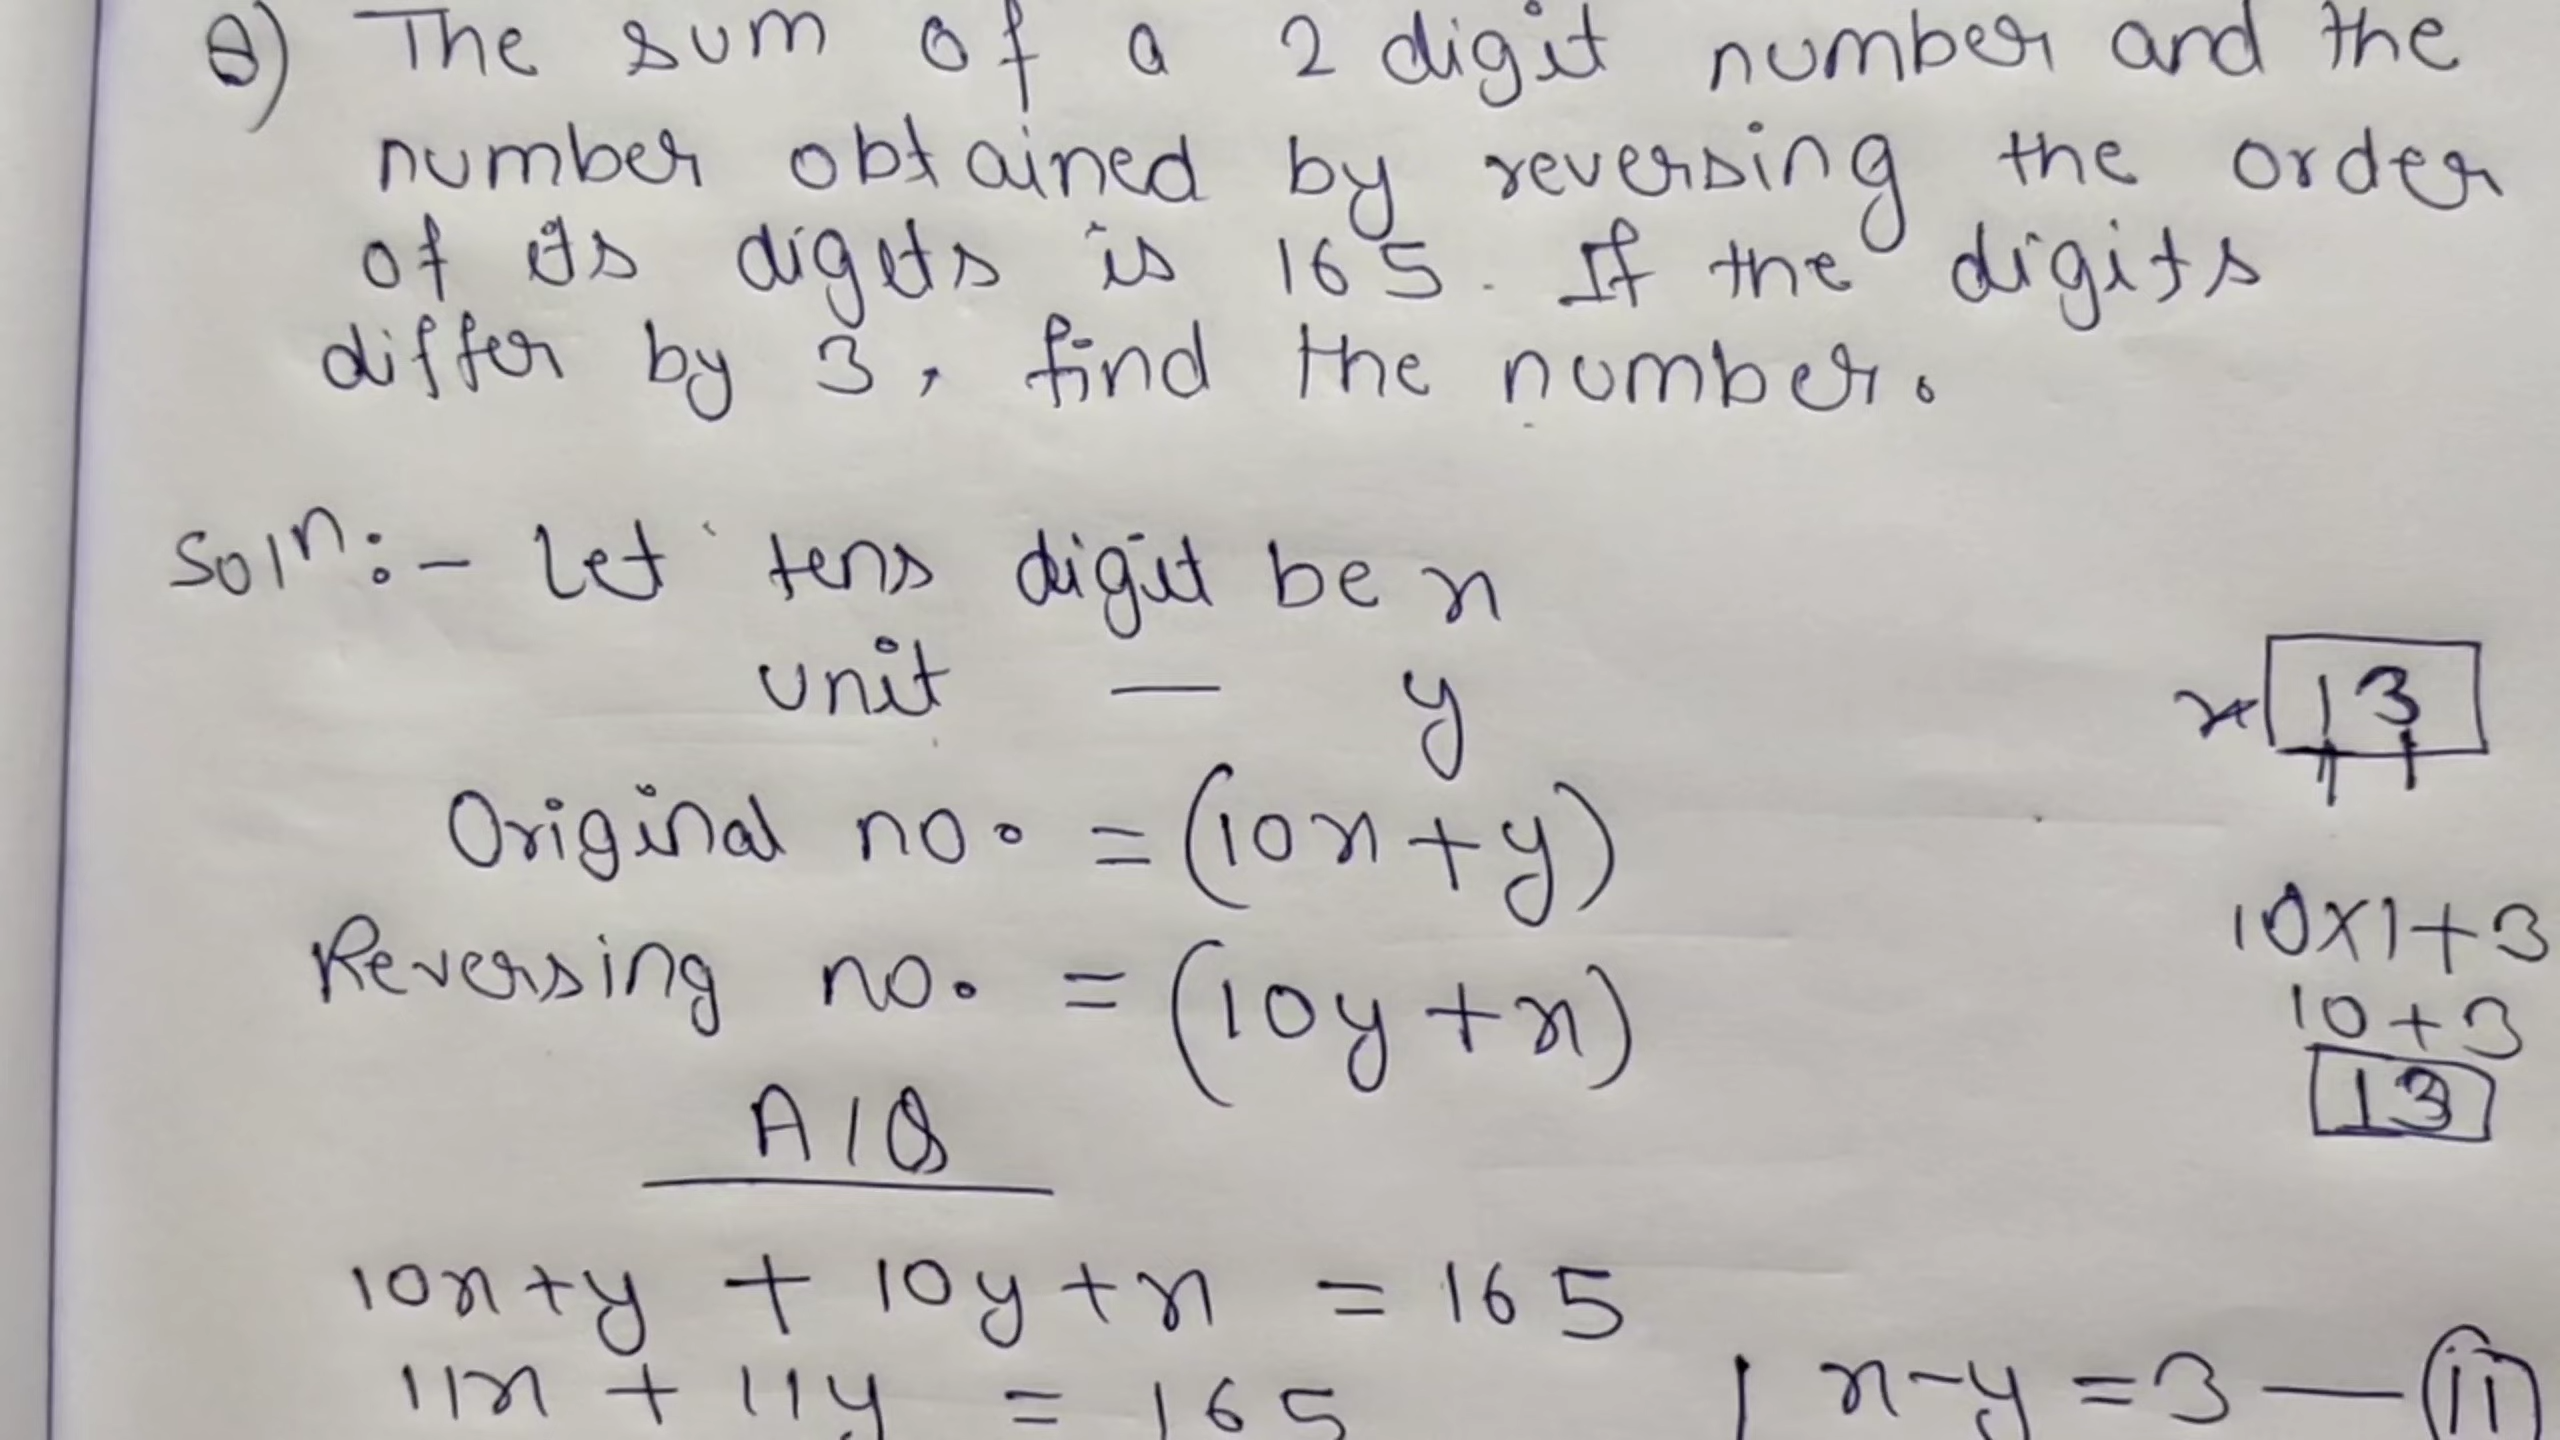 Q) The sum of a 2 digit number and the
number obtained by reversing the order
of its digits is 165. If the digits
differ by 3, find the number.
Soln:- Let tens digit be x
unit — y
x 13
Original no. = (10x+y)
10x1+3
Reversing no. = (10y+x)
10+3
13
A/Q
10x+y + 10y+x = 165
11x + 11y = 165 | x-y=3 — (ii)